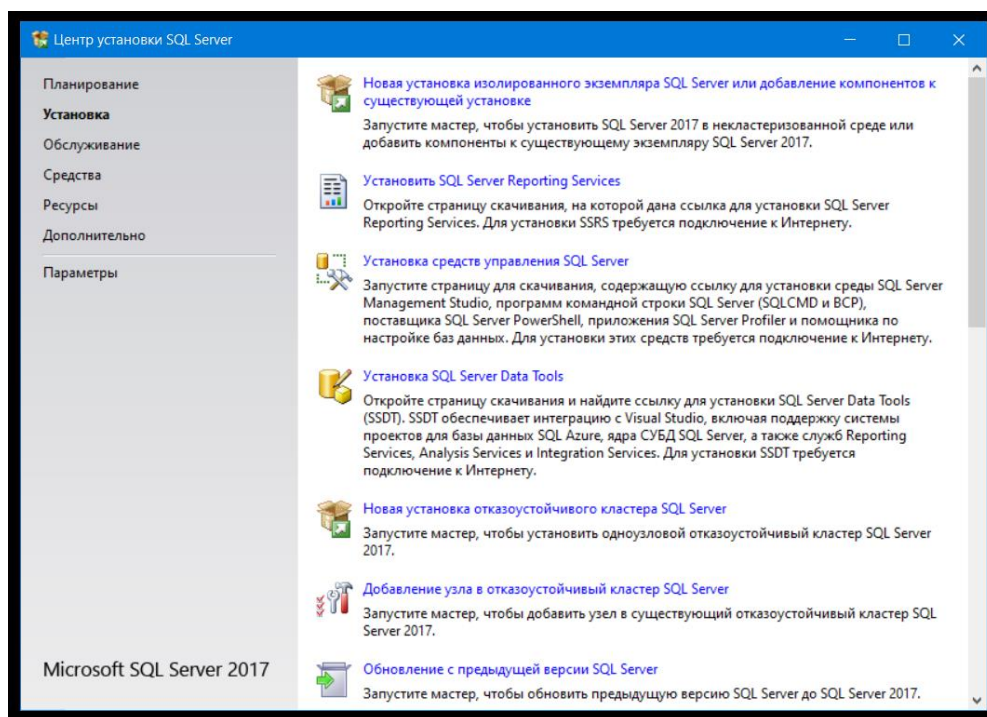 Центр установки SQL Server
Планирование
Установка
Обслуживание
Средства
Ресурсы
Дополнительно
Параметры
Microsoft SQL Server 2017
Новая установка изолированного экземпляра SQL Server или добавление компонентов к
существующей установке
Запустите мастер, чтобы установить SQL Server 2017 в некластеризованной среде или
добавить компоненты к существующему экземпляру SQL Server 2017.
Установить SQL Server Reporting Services
Откройте страницу скачивания, на которой дана ссылка для установки SQL Server
Reporting Services. Для установки SSRS требуется подключение к Интернету.
Установка средств управления SQL Server
Запустите страницу для скачивания, содержащую ссылку для установки среды SQL Server
Management Studio, программ командной строки SQL Server (SQLCMD и BCP),
поставщика SQL Server PowerShell, приложения SQL Server Profiler и помощника по
настройке баз данных. Для установки этих средств требуется подключение к Интернету.
Установка SQL Server Data Tools
Откройте страницу скачивания и найдите ссылку для установки SQL Server Data Tools
(SSDT). SSDT обеспечивает интеграцию с Visual Studio, включая поддержку системы
проектов для базы данных SQL Azure, ядра СУБД SQL Server, а также служб Reporting
Services, Analysis Services и Integration Services. Для установки SSDT требуется
подключение к Интернету.
Новая установка отказоустойчивого кластера SQL Server
Запустите мастер, чтобы установить одноузловой отказоустойчивый кластер SQL Server
2017.
Добавление узла в отказоустойчивый кластер SQL Server
Запустите мастер, чтобы добавить узел в существующий отказоустойчивый кластер SQL
Server 2017.
Обновление с предыдущей версии SQL Server
Запустите мастер, чтобы обновить предыдущую версию SQL Server до SQL Server 2017.